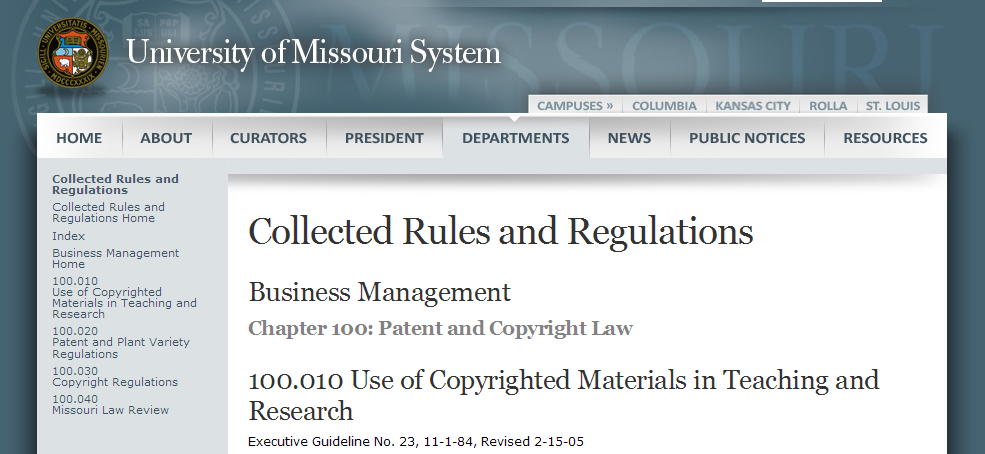 University of Missouri System
CAMPUSES » COLUMBIA KANSAS CITY ROLLA ST. LOUIS
HOME ABOUT CURATORS PRESIDENT DEPARTMENTS NEWS PUBLIC NOTICES RESOURCES
Collected Rules and
Regulations
Collected Rules and
Regulations Home
Index
Business Management
Home
100.010
Use of Copyrighted
Materials in Teaching and
Research
100.020
Patent and Plant Variety
Regulations
100.030
Copyright Regulations
100.040
Missouri Law Review
Collected Rules and Regulations
Business Management
Chapter 100: Patent and Copyright Law
100.010 Use of Copyrighted Materials in Teaching and
Research
Executive Guideline No. 23, 11-1-84, Revised 2-15-05